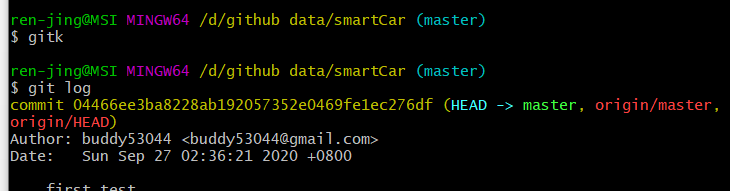 ren-jing@MSI MINGW64 /d/github data/smartCar (master)
$ gitk
ren-jing@MSI MINGW64 /d/github data/smartCar (master)
$ git log
commit 04466ee3ba8228ab192057352e0469fe1ec276df (HEAD -> master, origin/master,
origin/HEAD)
Author: buddy53044 <buddy53044@gmail.com>
Date:   Sun Sep 27 02:36:21 2020 +0800
first test